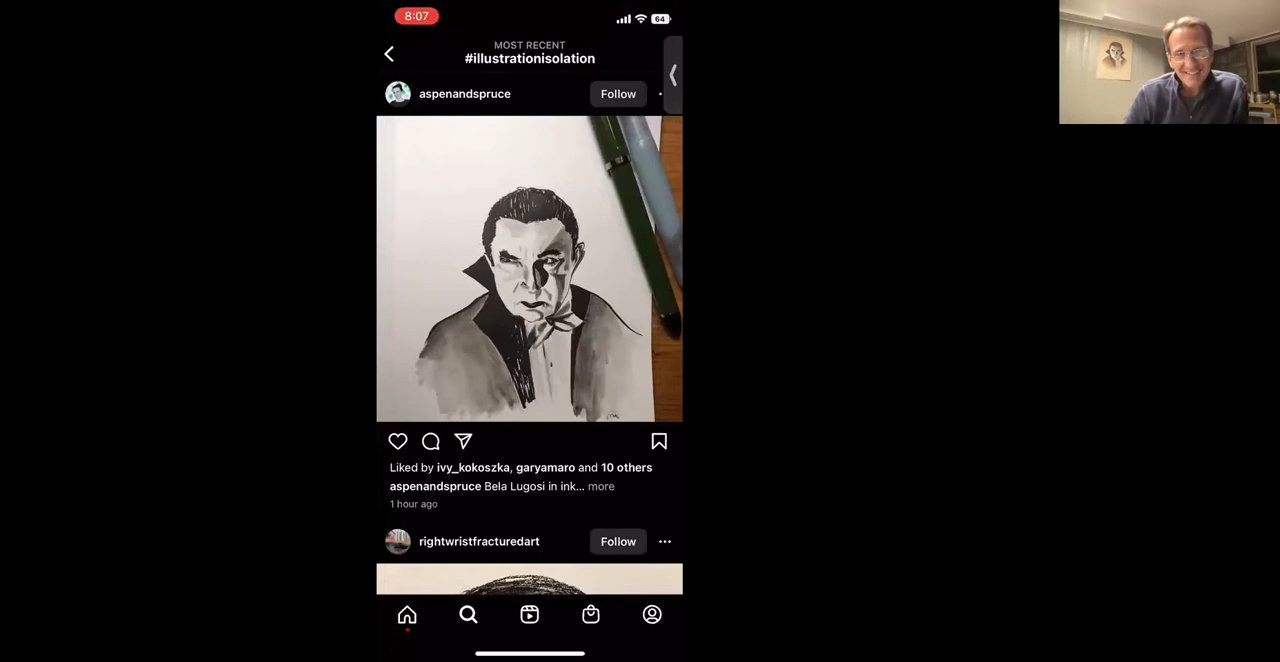 8:07
64
MOST RECENT
#illustrationisolation
aspenandspruce
Follow
Liked by ivy_kokoszka, garyamaro and 10 others
aspenandspruce Bela Lugosi in ink... more
1 hour ago
rightwristfracturedart
Follow